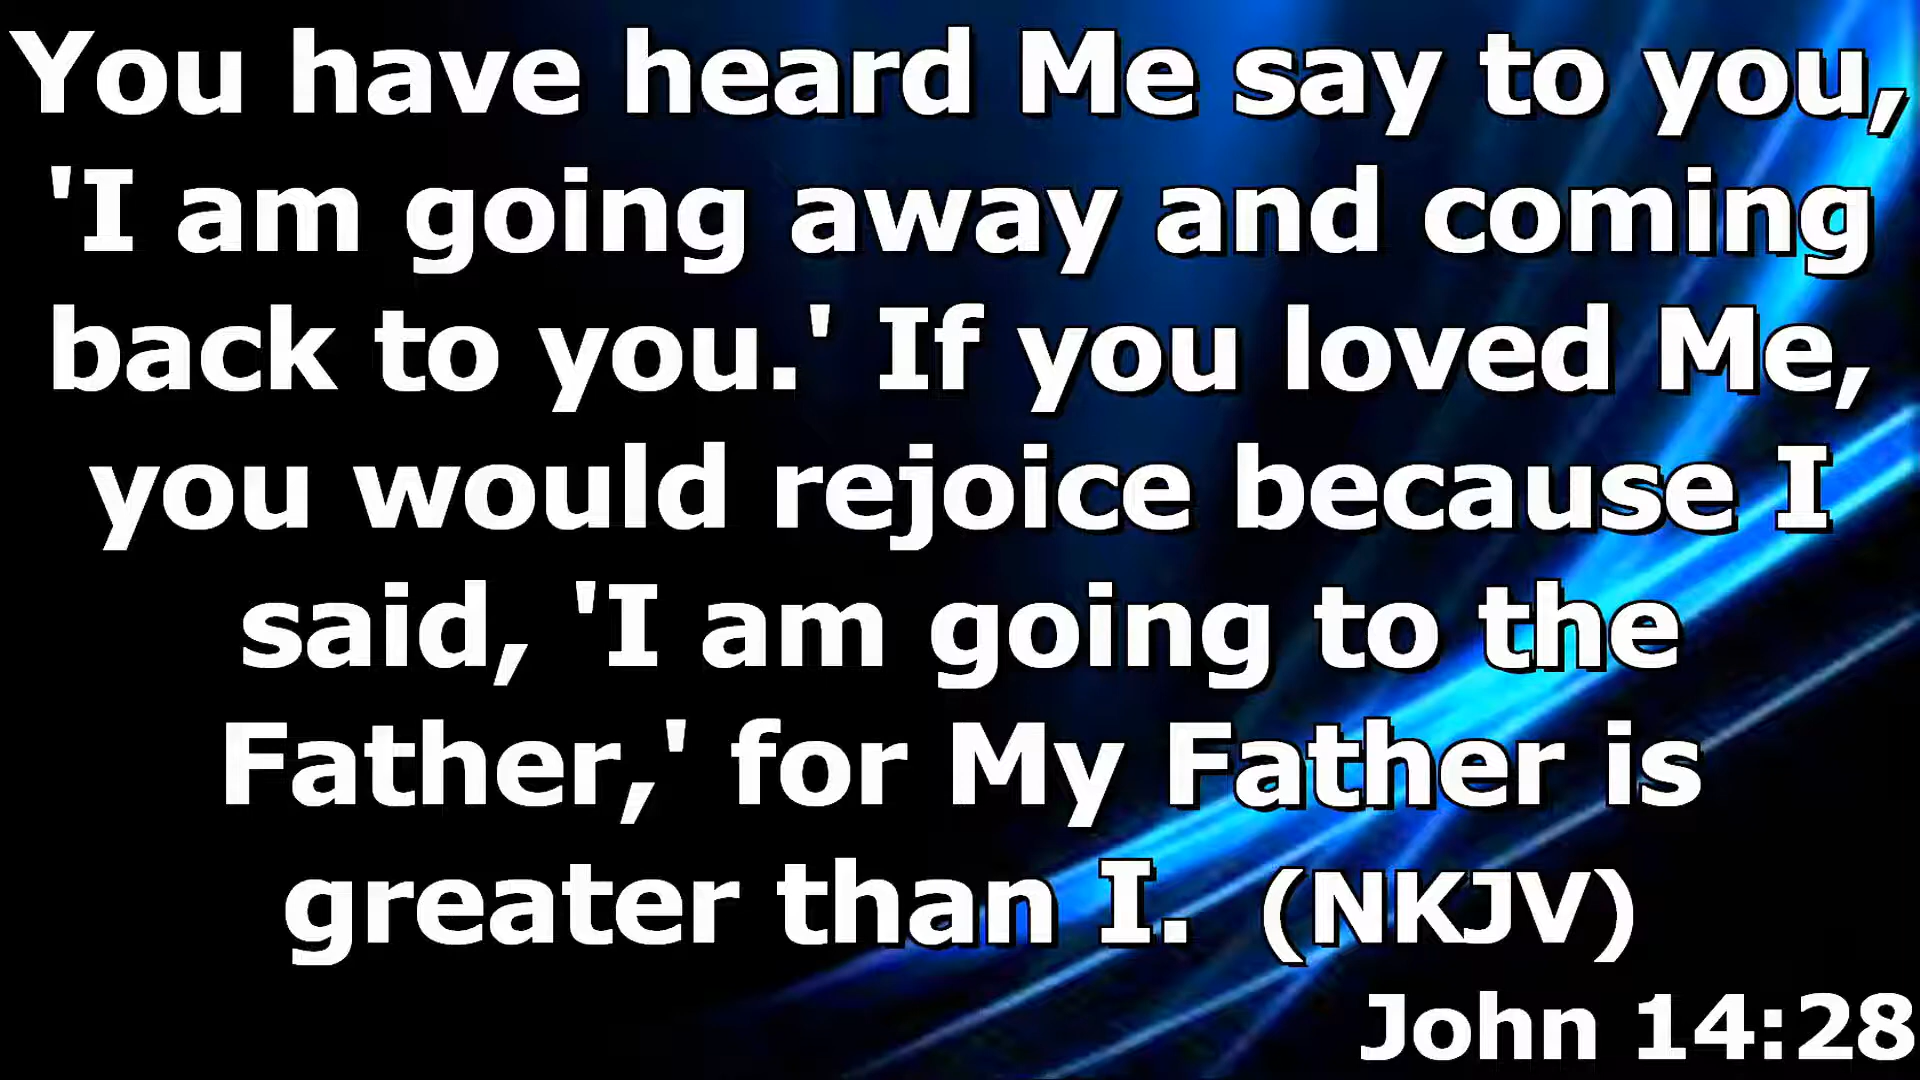 You have heard Me say to you,
'I am going away and coming
back to you.' If you loved Me,
you would rejoice because I
said, 'I am going to the
Father,' for My Father is
greater than I. (NKJV)
John 14:28